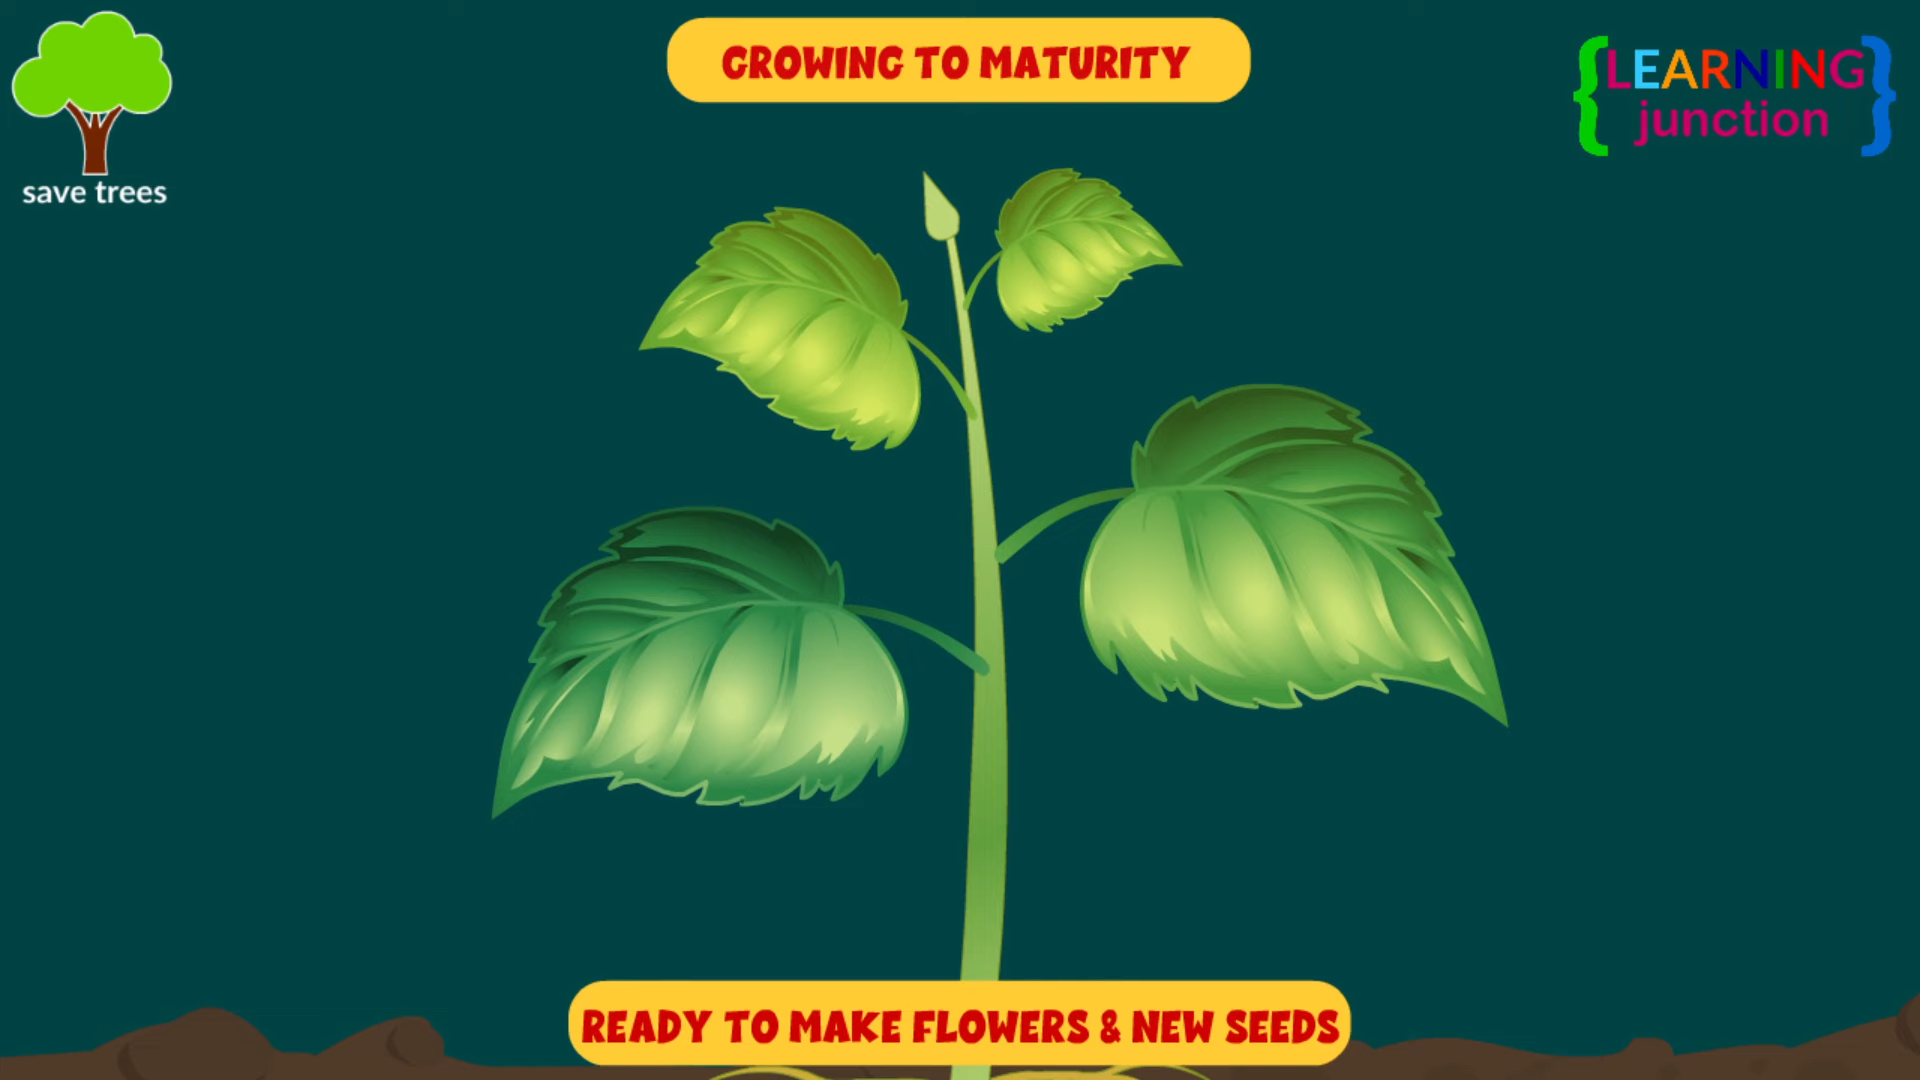 GROWING TO MATURITY
{LEARNING
junction}
save trees
READY TO MAKE FLOWERS & NEW SEEDS